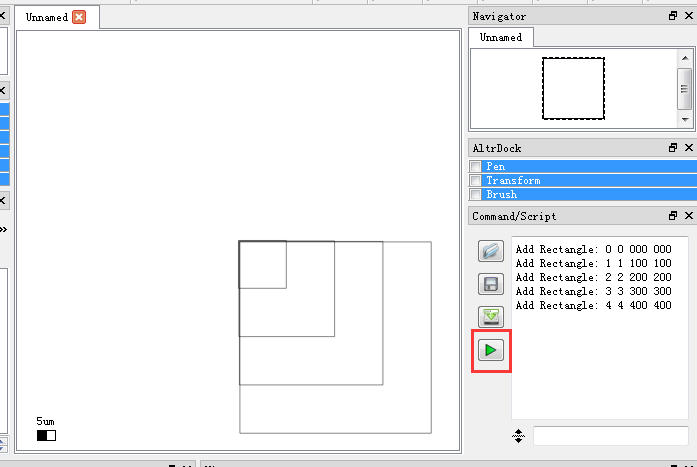 Unnamed
5um
Navigator
Unnamed
AltrDock
Pen
Transform
Brush
Command/Script
Add Rectangle: 0 0 000 000
Add Rectangle: 1 1 100 100
Add Rectangle: 2 2 200 200
Add Rectangle: 3 3 300 300
Add Rectangle: 4 4 400 400